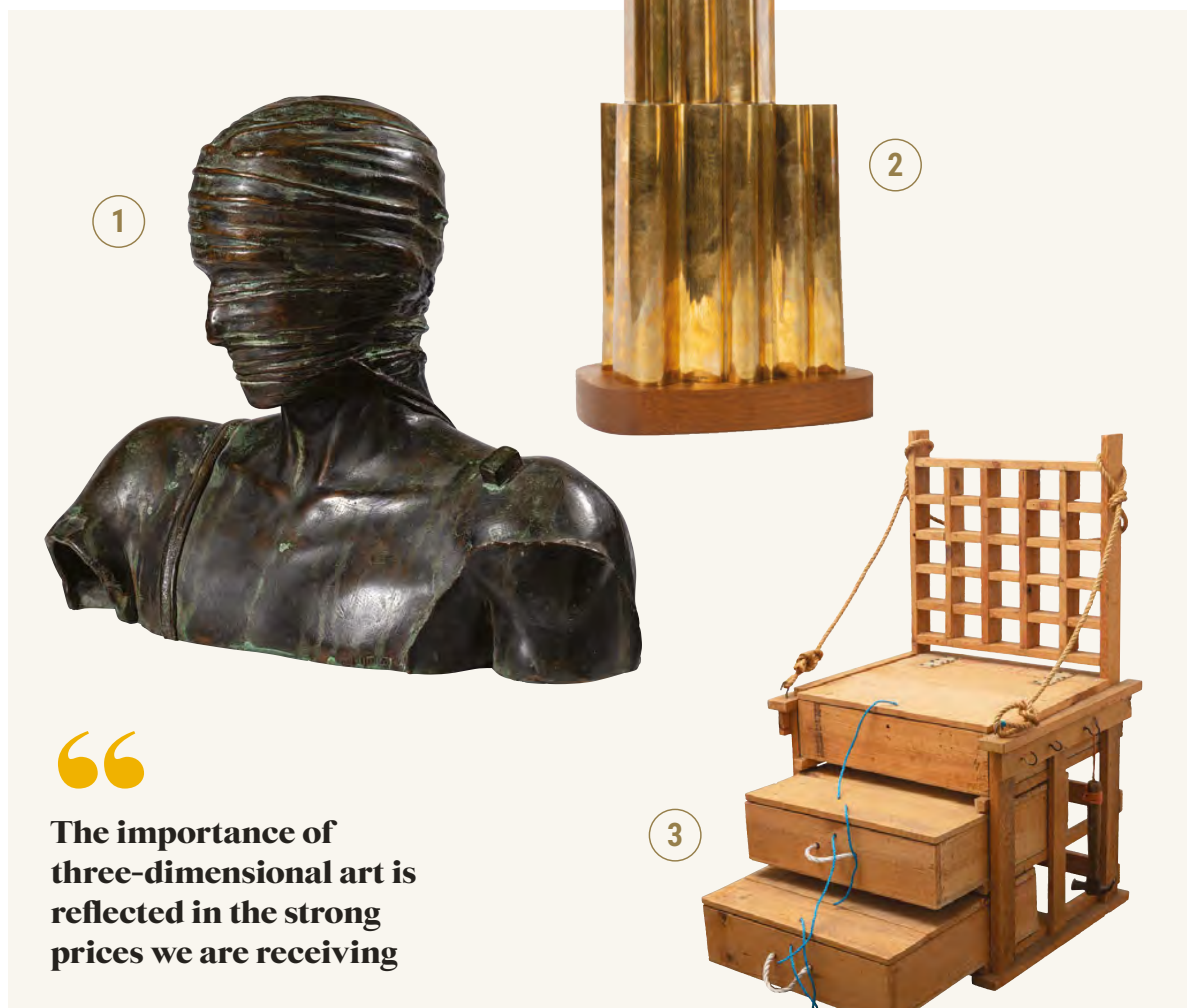 1
2
3
“
The importance of
three-dimensional art is
reflected in the strong
prices we are receiving